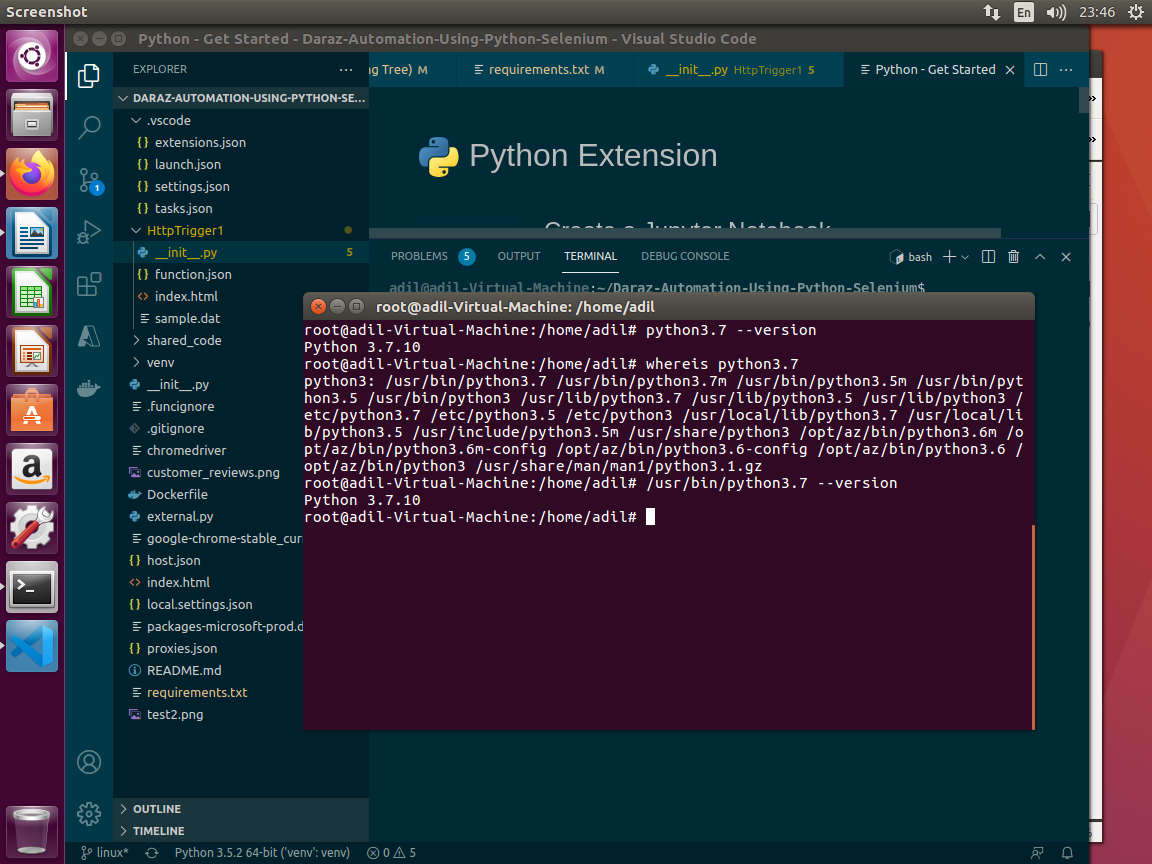 Screenshot
En
23:46
Python - Get Started - Daraz-Automation-Using-Python-Selenium - Visual Studio Code
EXPLORER
ng Tree) M
requirements.txt M
__init__.py HttpTrigger1 5
Python - Get Started
DARAZ-AUTOMATION-USING-PYTHON-SE...
.vscode
extensions.json
launch.json
settings.json
tasks.json
HttpTrigger1
__init__.py 5
function.json
index.html
sample.dat
shared_code
venv
__init__.py
.funcignore
.gitignore
chromedriver
customer_reviews.png
Dockerfile
external.py
google-chrome-stable_cur
host.json
index.html
local.settings.json
packages-microsoft-prod.d
proxies.json
README.md
requirements.txt
test2.png
OUTLINE
TIMELINE
1
Python Extension
Create a Jupyter Notebook
PROBLEMS 5 OUTPUT TERMINAL DEBUG CONSOLE
bash
adil@adil-Virtual-Machine:~/Daraz-Automation-Using-Python-Selenium$
root@adil-Virtual-Machine: /home/adil
root@adil-Virtual-Machine:/home/adil# python3.7 --version
Python 3.7.10
root@adil-Virtual-Machine:/home/adil# whereis python3.7
python3: /usr/bin/python3.7 /usr/bin/python3.7m /usr/bin/python3.5m /usr/bin/pyt
hon3.5 /usr/bin/python3 /usr/lib/python3.7 /usr/lib/python3.5 /usr/lib/python3 /
etc/python3.7 /etc/python3.5 /etc/python3 /usr/local/lib/python3.7 /usr/local/li
b/python3.5 /usr/include/python3.5m /usr/share/python3 /opt/az/bin/python3.6m /o
pt/az/bin/python3.6m-config /opt/az/bin/python3.6-config /opt/az/bin/python3.6 /
opt/az/bin/python3 /usr/share/man/man1/python3.1.gz
root@adil-Virtual-Machine:/home/adil# /usr/bin/python3.7 --version
Python 3.7.10
root@adil-Virtual-Machine:/home/adil#
linux*
Python 3.5.2 64-bit ('venv': venv)
0
5